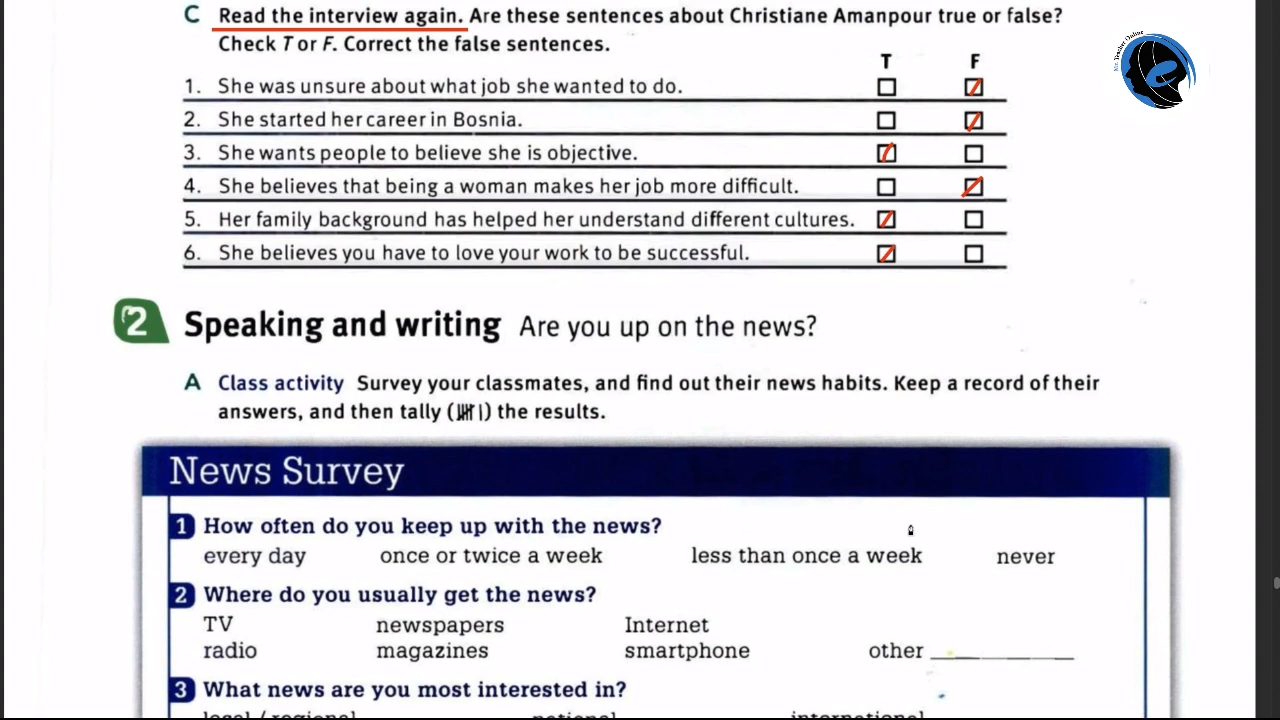 C Read the interview again. Are these sentences about Christiane Amanpour true or false?
Check T or F. Correct the false sentences.
T F
1. She was unsure about what job she wanted to do.
2. She started her career in Bosnia.
3. She wants people to believe she is objective.
4. She believes that being a woman makes her job more difficult.
5. Her family background has helped her understand different cultures.
6. She believes you have to love your work to be successful.
2 Speaking and writing Are you up on the news?
A Class activity Survey your classmates, and find out their news habits. Keep a record of their
answers, and then tally ( ) the results.
News Survey
1 How often do you keep up with the news?
every day once or twice a week less than once a week never
2 Where do you usually get the news?
TV newspapers Internet
radio magazines smartphone other
3 What news are you most interested in?
local / regional national international